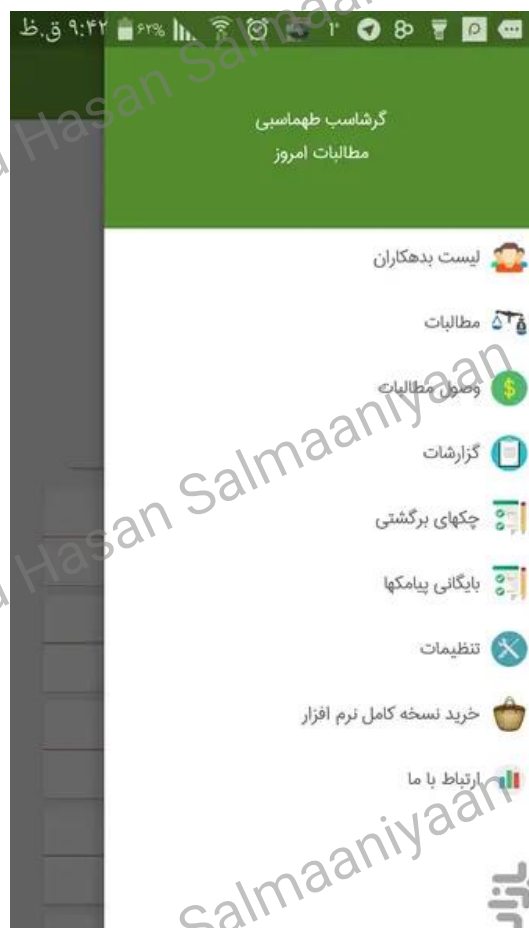 ۹:۴۲ ق.ظ ۶۲%
گرشاسب طهماسبی
مطالبات امروز
لیست بدهکاران
مطالبات
وصول مطالبات
گزارشات
چکهای برگشتی
بایگانی پیامکها
تنظیمات
خرید نسخه کامل نرم افزار
ارتباط با ما
Hasan Salmaaniyaan
Hasan Salmaaniyaan
Salmaaniyaan